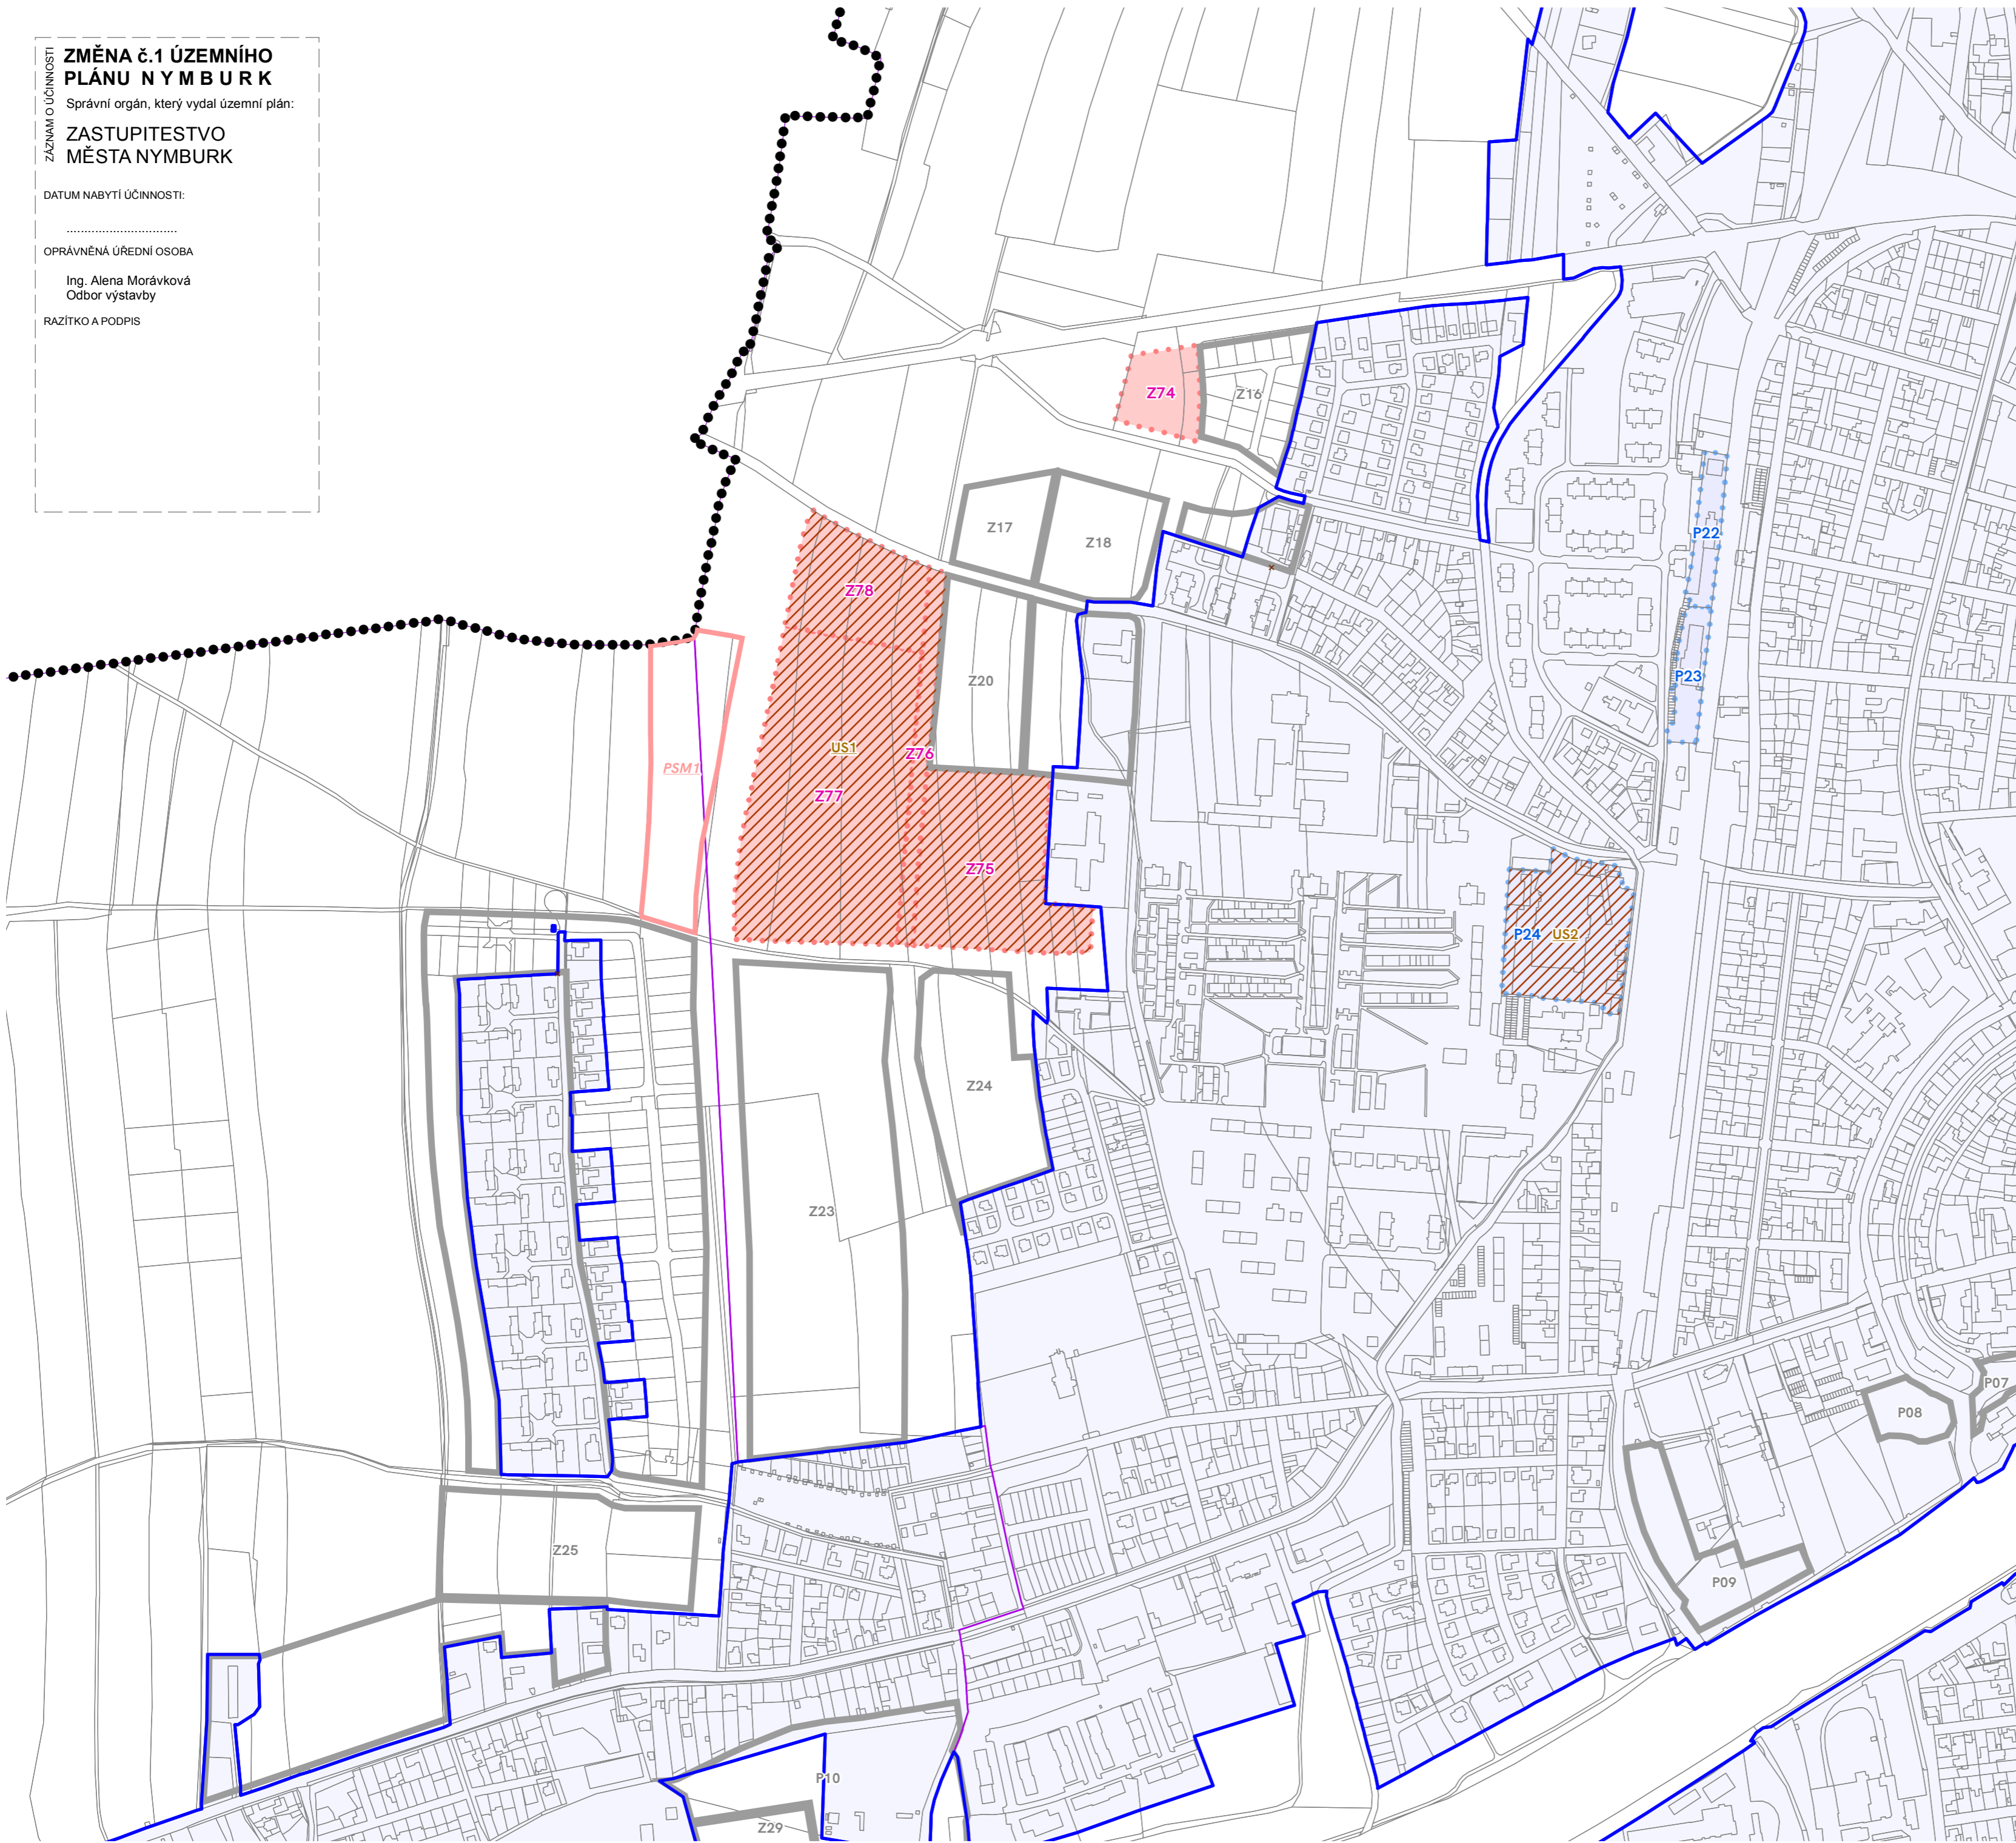 ZÁZNAM O ÚČINNOSTI
ZMĚNA č.1 ÚZEMNÍHO
PLÁNU N Y M B U R K
Správní orgán, který vydal územní plán:
ZASTUPITESTVO
MĚSTA NYMBURK
DATUM NABYTÍ ÚČINNOSTI:
...............................
OPRÁVNĚNÁ ÚŘEDNÍ OSOBA
Ing. Alena Morávková
Odbor výstavby
RAZÍTKO A PODPIS
Z74
Z16
Z17
Z18
P22
Z78
Z20
P23
US1
Z76
PSM1
Z77
Z75
P24
US2
Z24
Z23
P07
P08
Z25
P09
P10
Z29